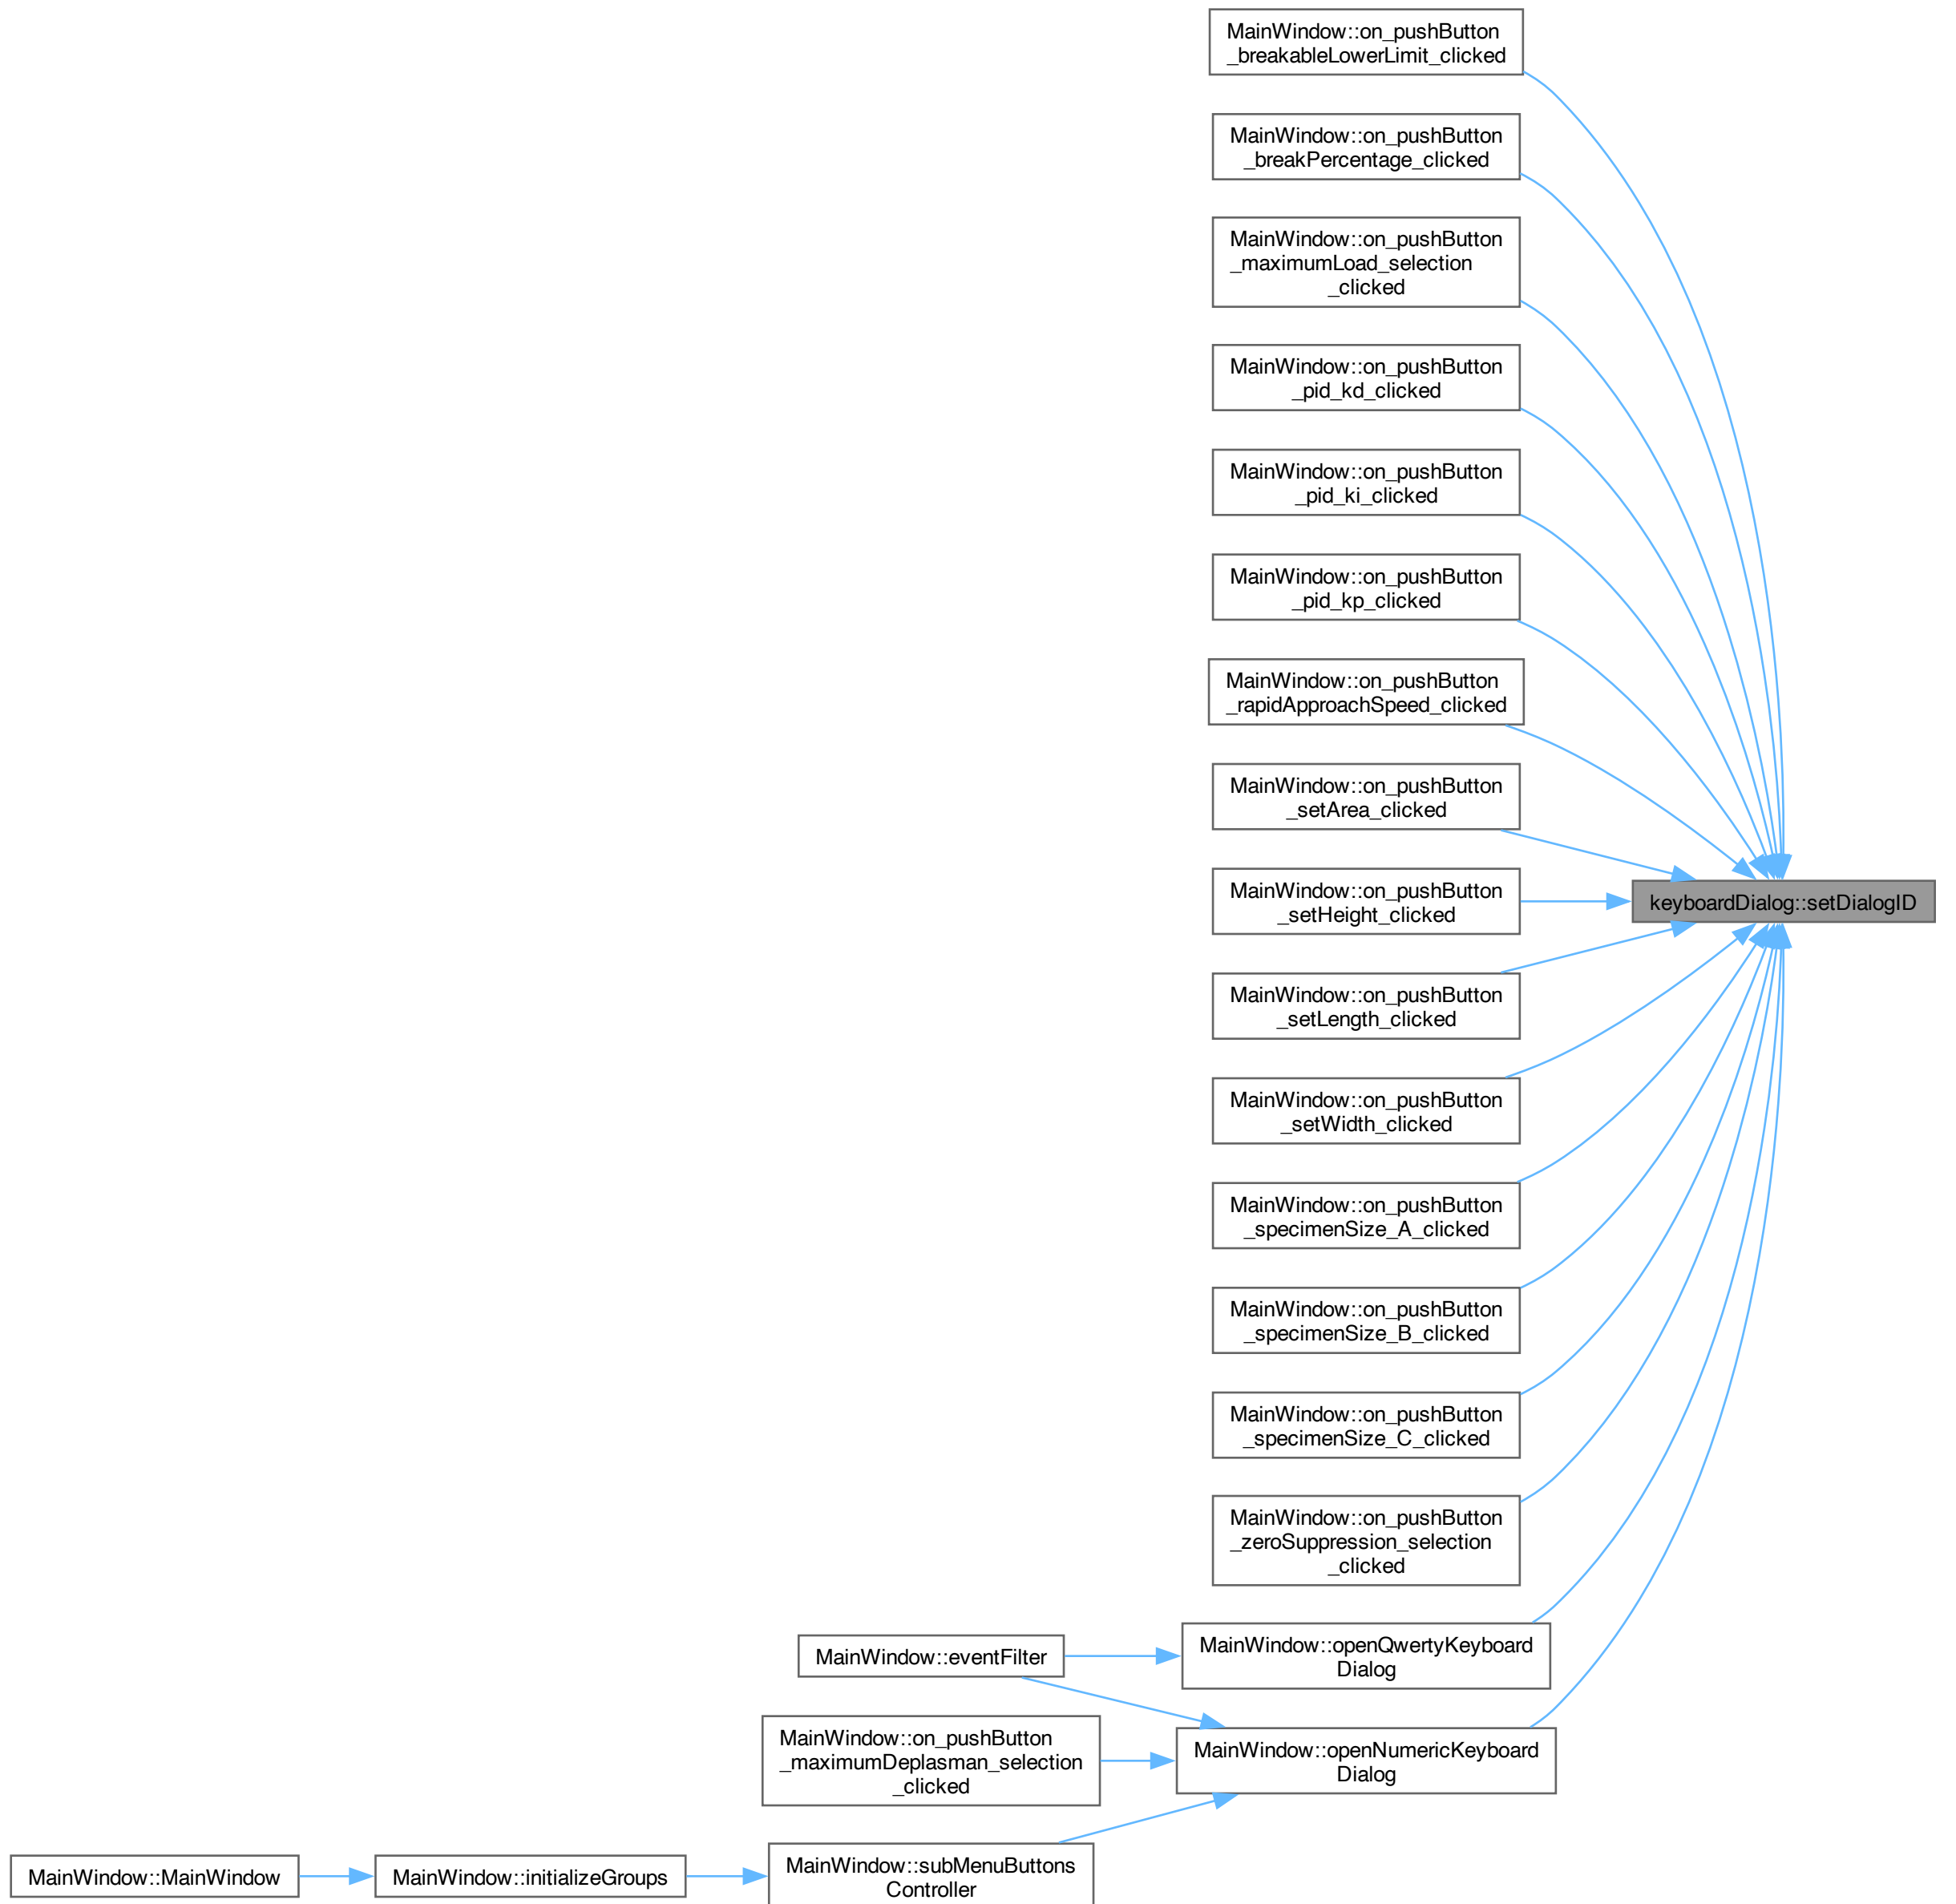 MainWindow::on_pushButton
_breakableLowerLimit_clicked
MainWindow::on_pushButton
_breakPercentage_clicked
MainWindow::on_pushButton
_maximumLoad_selection
_clicked
MainWindow::on_pushButton
_pid_kd_clicked
MainWindow::on_pushButton
_pid_ki_clicked
MainWindow::on_pushButton
_pid_kp_clicked
MainWindow::on_pushButton
_rapidApproachSpeed_clicked
MainWindow::on_pushButton
_setArea_clicked
keyboardDialog::setDialogID
MainWindow::on_pushButton
_setHeight_clicked
MainWindow::on_pushButton
_setLength_clicked
MainWindow::on_pushButton
_setWidth_clicked
MainWindow::on_pushButton
_specimenSize_A_clicked
MainWindow::on_pushButton
_specimenSize_B_clicked
MainWindow::on_pushButton
_specimenSize_C_clicked
MainWindow::on_pushButton
_zeroSuppression_selection
_clicked
MainWindow::openQwertyKeyboard
Dialog
MainWindow::eventFilter
MainWindow::openNumericKeyboard
Dialog
MainWindow::on_pushButton
_maximumDeplasman_selection
_clicked
MainWindow::subMenuButtons
Controller
MainWindow::initializeGroups
MainWindow::MainWindow